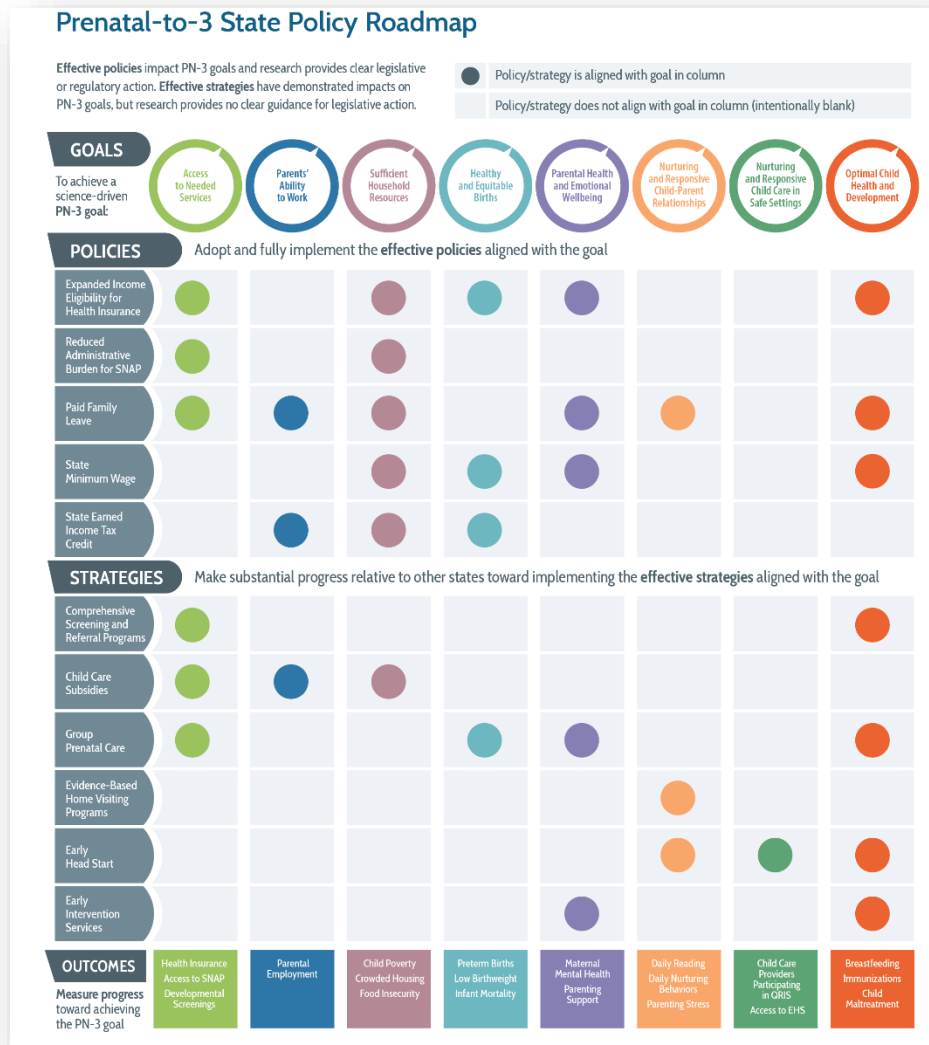 Prenatal-to-3 State Policy Roadmap
Effective policies impact PN-3 goals and research provides clear legislative
or regulatory action. Effective strategies have demonstrated impacts on
PN-3 goals, but research provides no clear guidance for legislative action.
Policy/strategy is aligned with goal in column
Policy/strategy does not align with goal in column (intentionally blank)
GOALS
To achieve a
science-driven
PN-3 goal:
Access
to Needed
Services
Parents'
Ability
to Work
Sufficient
Household
Resources
Healthy
and Equitable
Births
Parental Health
and Emotional
Wellbeing
Nurturing
and Responsive
Child-Parent
Relationships
Nurturing
and Responsive
Child Care in
Safe Settings
Optimal Child
Health and
Development
POLICIES
Adopt and fully implement the effective policies aligned with the goal
Expanded Income
Eligibility for
Health Insurance
Reduced
Administrative
Burden for SNAP
Paid Family
Leave
State
Minimum Wage
State Earned
Income Tax
Credit
STRATEGIES
Make substantial progress relative to other states toward implementing the effective strategies aligned with the goal
Comprehensive
Screening and
Referral Programs
Child Care
Subsidies
Group
Prenatal Care
Evidence-Based
Home Visiting
Programs
Early
Head Start
Early
Intervention
Services
OUTCOMES
Measure progress
toward achieving
the PN-3 goal
Health Insurance
Access to SNAP
Developmental
Screenings
Parental
Employment
Child Poverty
Crowded Housing
Food Insecurity
Preterm Births
Low Birthweight
Infant Mortality
Maternal
Mental Health
Parenting
Support
Daily Reading
Daily Nurturing
Behaviors
Parenting Stress
Child Care
Providers
Participating
in QRIS
Access to EHS
Breastfeeding
Immunizations
Child
Maltreatment